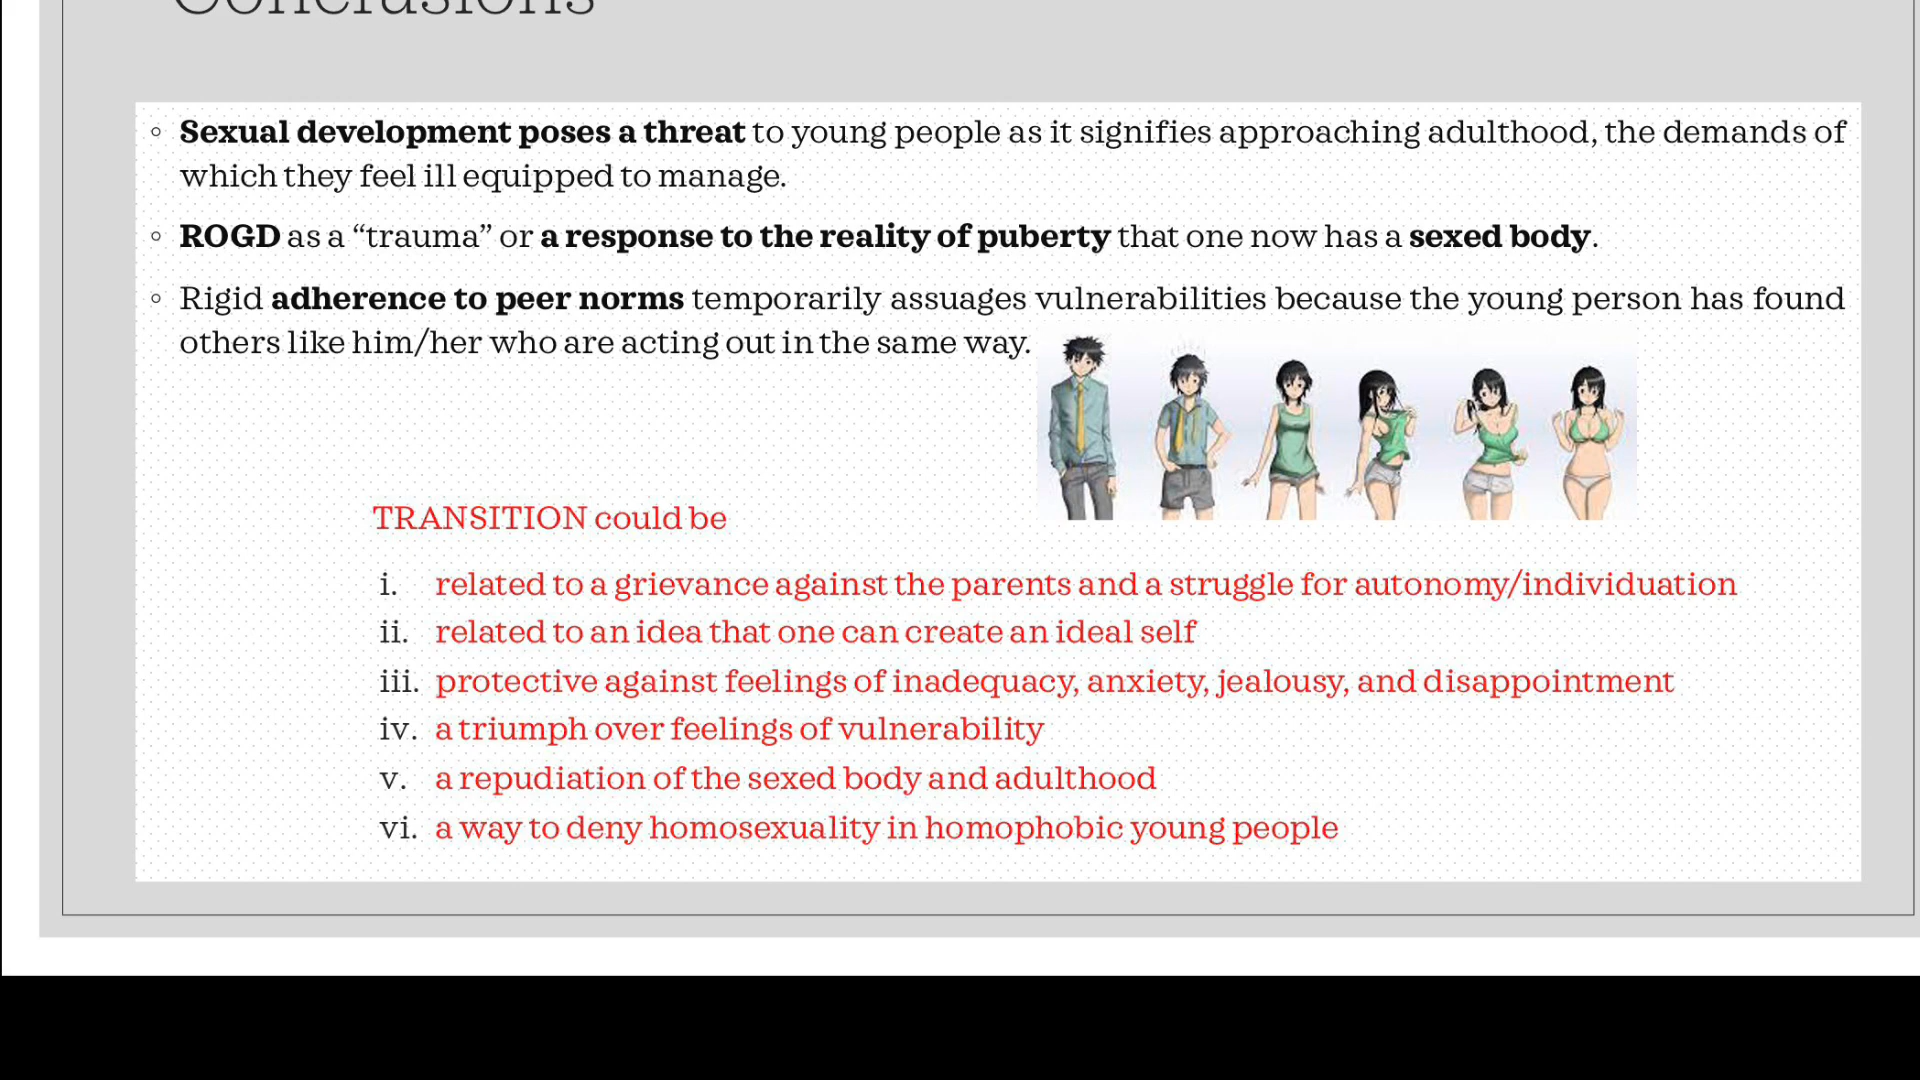 Conclusions
◦ Sexual development poses a threat to young people as it signifies approaching adulthood, the demands of
which they feel ill equipped to manage.
◦ ROGD as a “trauma” or a response to the reality of puberty that one now has a sexed body.
◦ Rigid adherence to peer norms temporarily assuages vulnerabilities because the young person has found
others like him/her who are acting out in the same way.
TRANSITION could be
i. related to a grievance against the parents and a struggle for autonomy/individuation
ii. related to an idea that one can create an ideal self
iii. protective against feelings of inadequacy, anxiety, jealousy, and disappointment
iv. a triumph over feelings of vulnerability
v. a repudiation of the sexed body and adulthood
vi. a way to deny homosexuality in homophobic young people